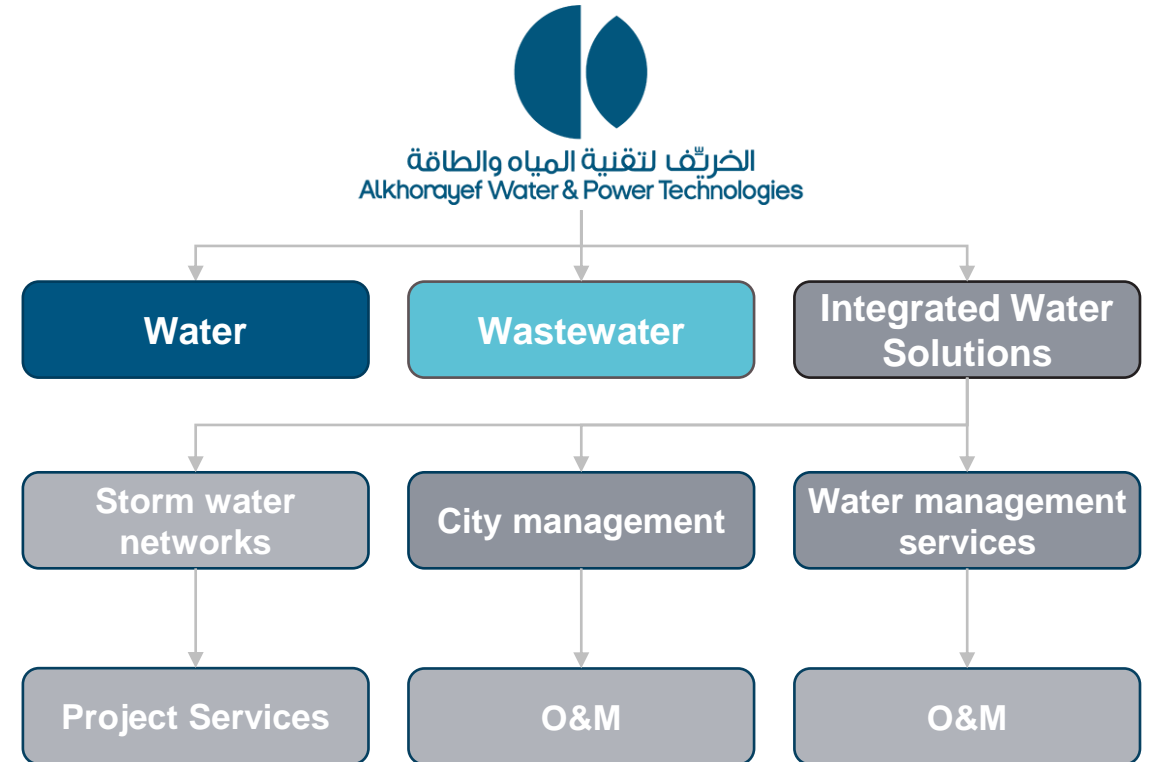 الخريّف لتقنية المياه والطاقة
Alkhorayef Water & Power Technologies
Water
Wastewater
Integrated Water
Solutions
Storm water
networks
City management
Water management
services
Project Services
O&M
O&M